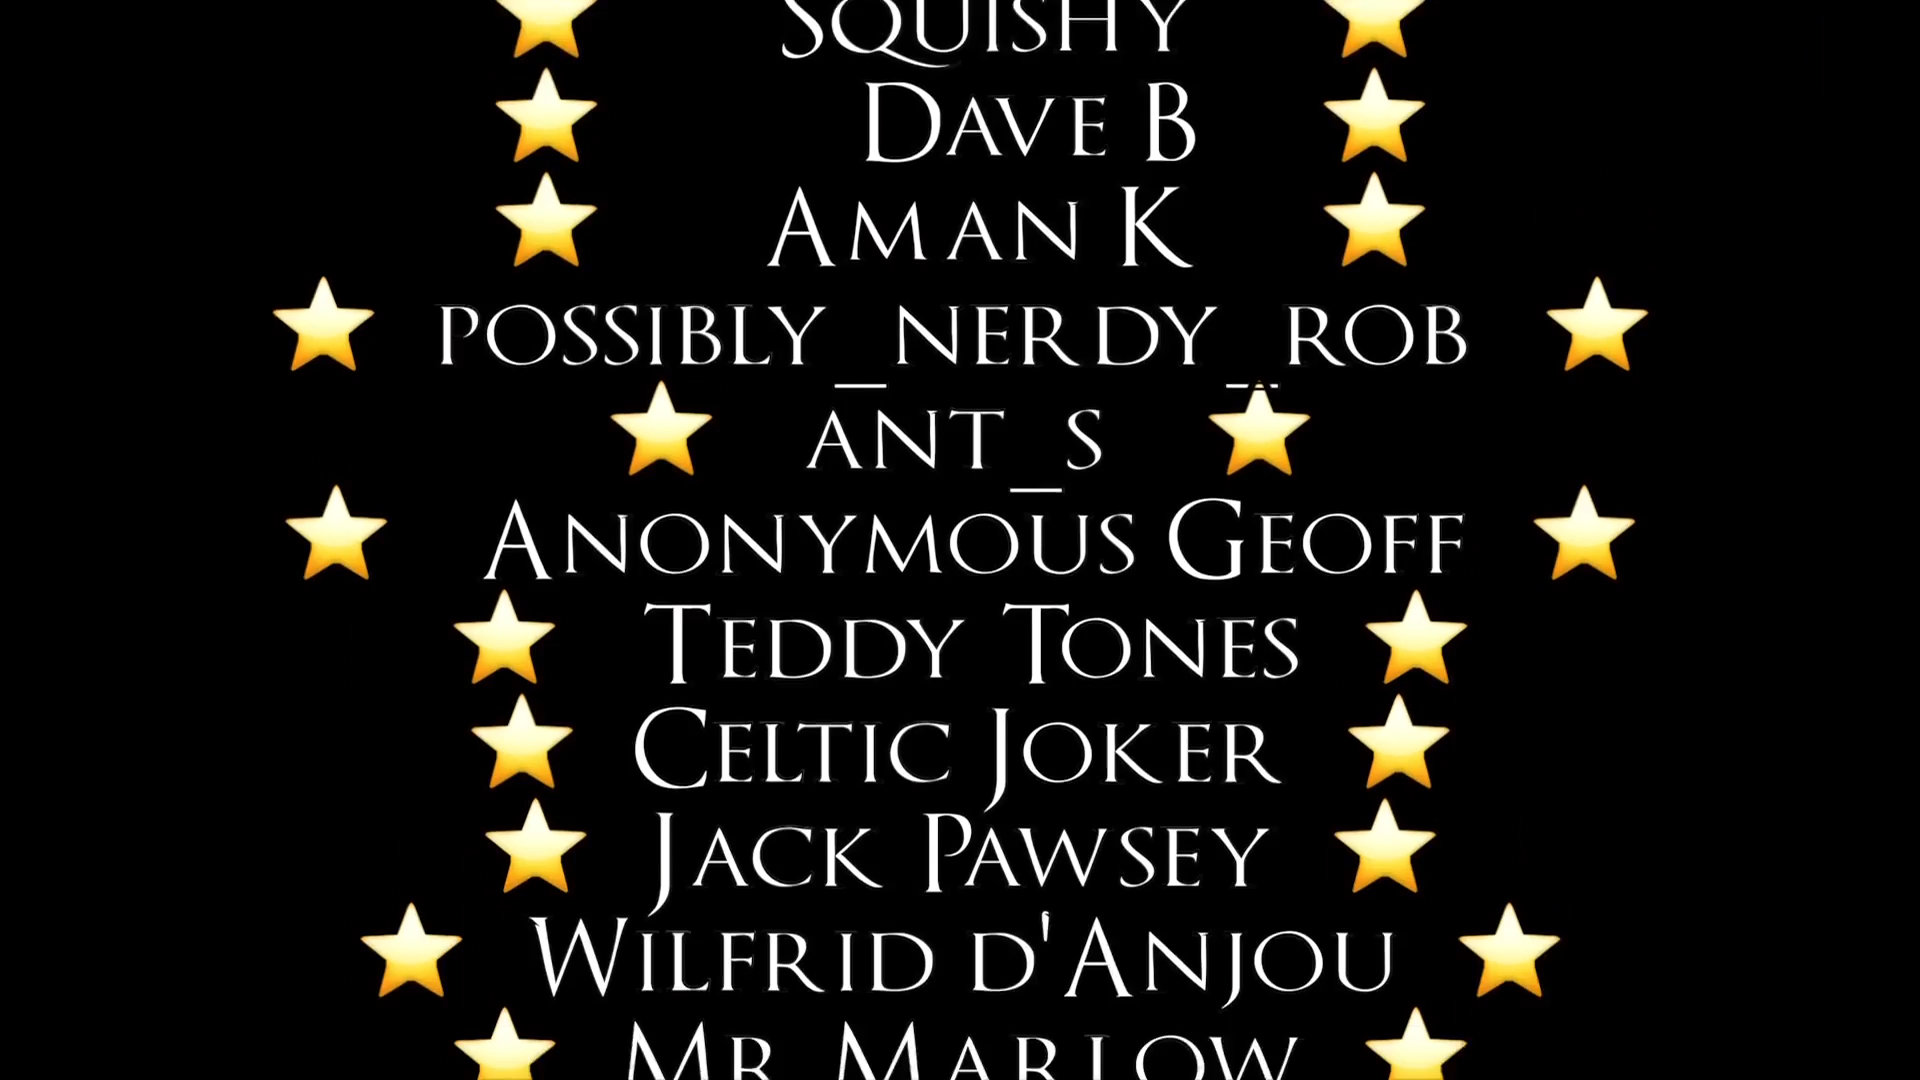 Squishy
Dave B
Aman K
possibly_nerdy_rob
ant_s
Anonymous Geoff
Teddy Tones
Celtic Joker
Jack Pawsey
Wilfrid d'Anjou
Mr Marlow